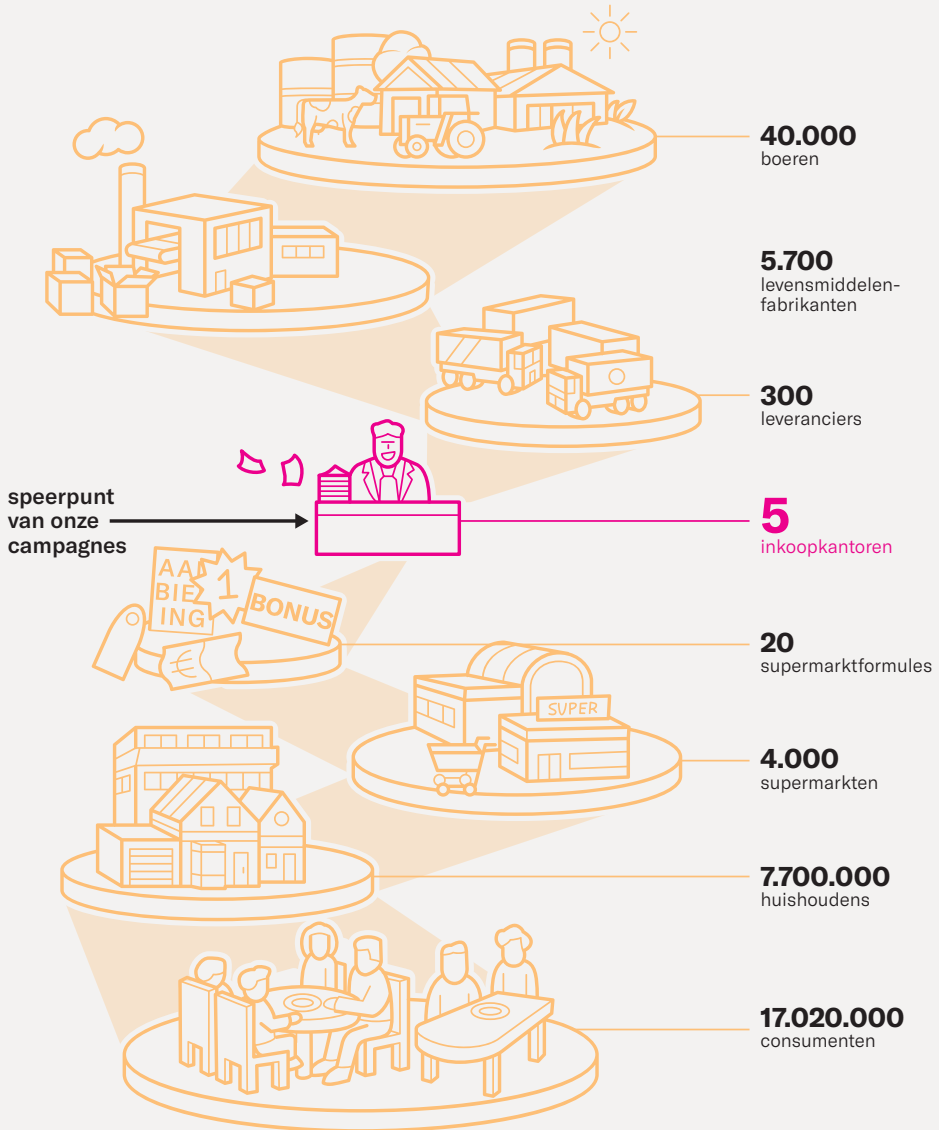 40.000
boeren
5.700
levensmiddelen-
fabrikanten
300
leveranciers
speerpunt
van onze
campagnes
5
inkoopkantoren
AAN
BIED
ING
1
BONUS
€
20
supermarktformules
SUPER
4.000
supermarkten
7.700.000
huishoudens
17.020.000
consumenten